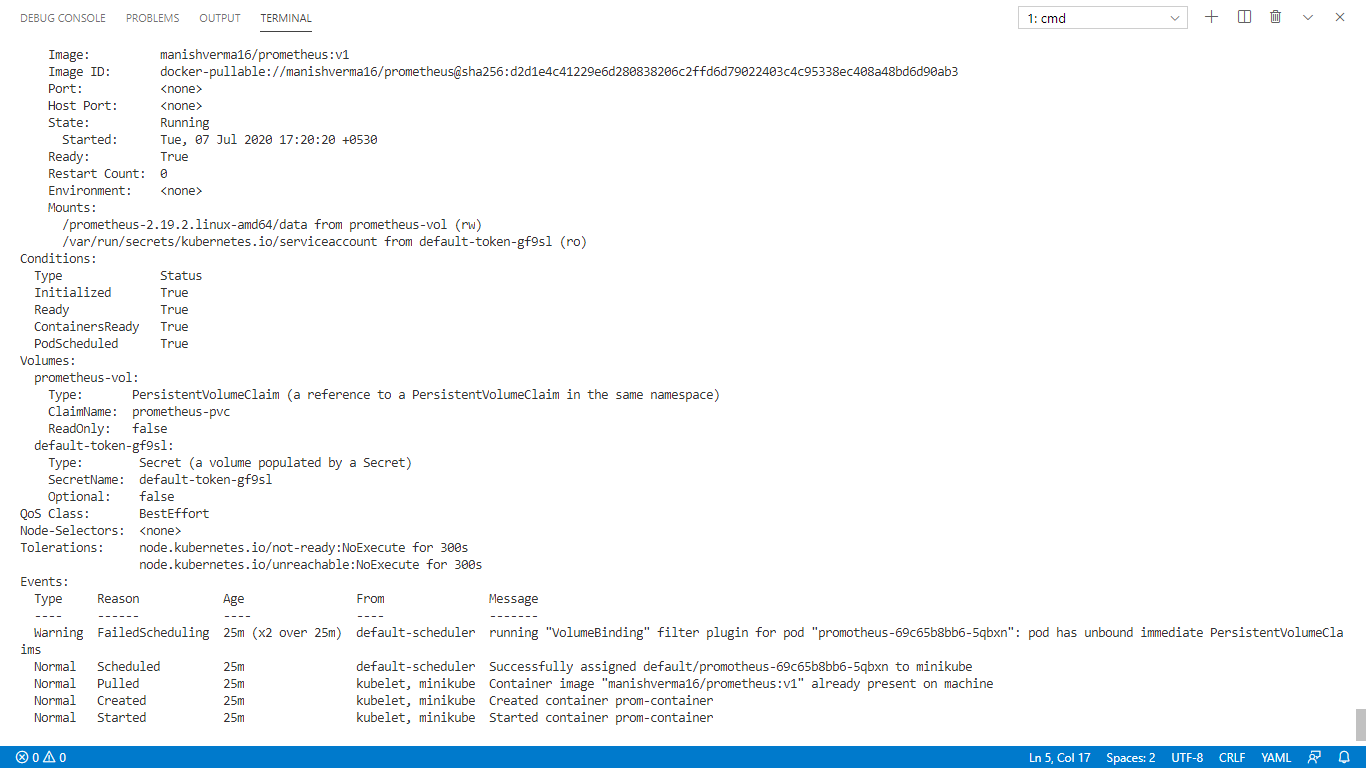 DEBUG CONSOLE PROBLEMS OUTPUT TERMINAL 1: cmd
Image: manishverma16/prometheus:v1
Image ID: docker-pullable://manishverma16/prometheus@sha256:d2d1e4c41229e6d280838206c2ffd6d79022403c4c95338ec408a48bd6d90ab3
Port: <none>
Host Port: <none>
State: Running
Started: Tue, 07 Jul 2020 17:20:20 +0530
Ready: True
Restart Count: 0
Environment: <none>
Mounts:
/prometheus-2.19.2.linux-amd64/data from prometheus-vol (rw)
/var/run/secrets/kubernetes.io/serviceaccount from default-token-gf9sl (ro)
Conditions:
Type Status
Initialized True
Ready True
ContainersReady True
PodScheduled True
Volumes:
prometheus-vol:
Type: PersistentVolumeClaim (a reference to a PersistentVolumeClaim in the same namespace)
ClaimName: prometheus-pvc
ReadOnly: false
default-token-gf9sl:
Type: Secret (a volume populated by a Secret)
SecretName: default-token-gf9sl
Optional: false
QoS Class: BestEffort
Node-Selectors: <none>
Tolerations: node.kubernetes.io/not-ready:NoExecute for 300s
node.kubernetes.io/unreachable:NoExecute for 300s
Events:
Type Reason Age From Message
---- ------ ---- ---- -------
Warning FailedScheduling 25m (x2 over 25m) default-scheduler running "VolumeBinding" filter plugin for pod "promotheus-69c65b8bb6-5qbxn": pod has unbound immediate PersistentVolumeCla
ims
Normal Scheduled 25m default-scheduler Successfully assigned default/promotheus-69c65b8bb6-5qbxn to minikube
Normal Pulled 25m kubelet, minikube Container image "manishverma16/prometheus:v1" already present on machine
Normal Created 25m kubelet, minikube Created container prom-container
Normal Started 25m kubelet, minikube Started container prom-container
0 0 Ln 5, Col 17 Spaces: 2 UTF-8 CRLF YAML